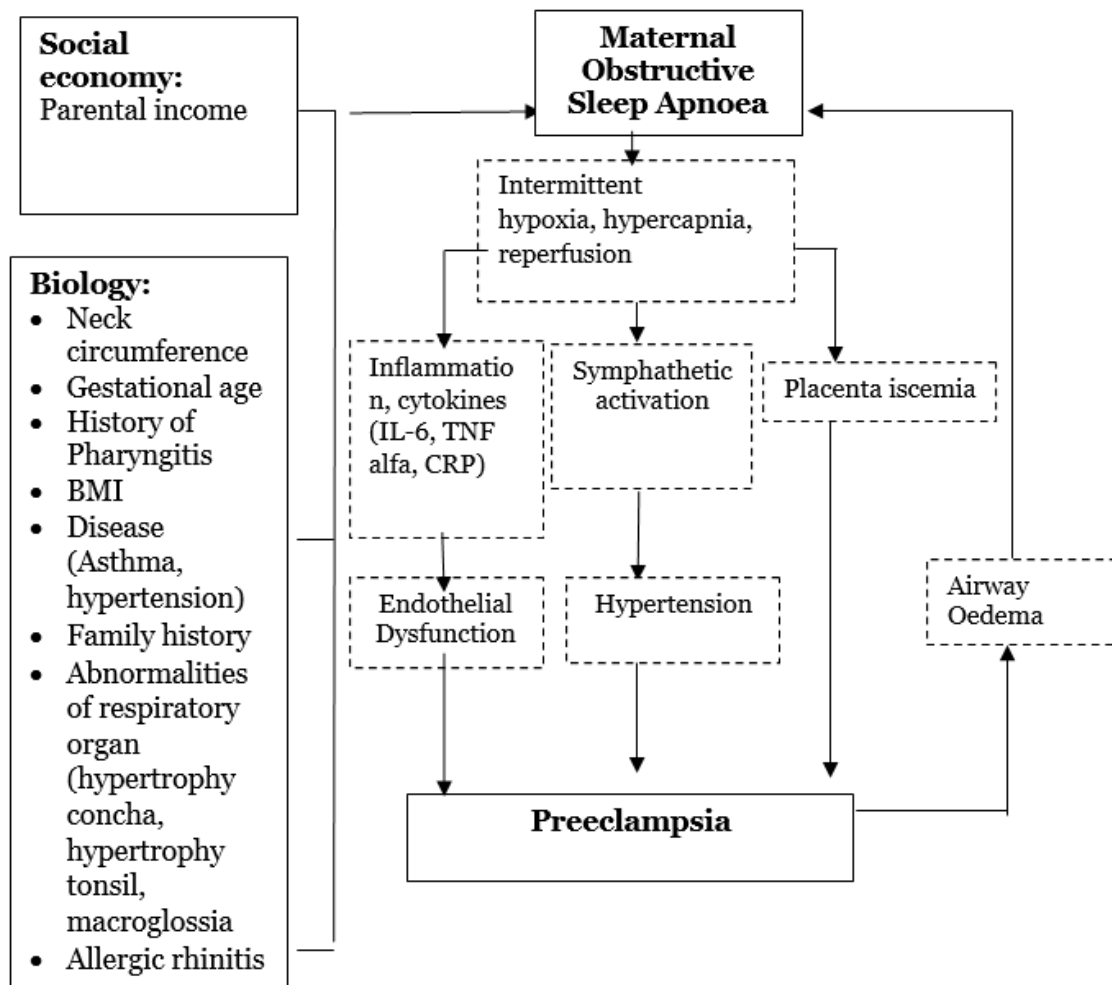 Social
economy:
Parental income
Maternal
Obstructive
Sleep Apnoea
Intermittent
hypoxia, hypercapnia,
reperfusion
Biology:
• Neck
circumference
• Gestational age
• History of
Pharyngitis
• BMI
• Disease
(Asthma,
hypertension)
• Family history
• Abnormalities
of respiratory
organ
(hypertrophy
concha,
hypertrophy
tonsil,
macroglossia
• Allergic rhinitis
Inflammatio
n, cytokines
(IL-6, TNF
alfa, CRP)
Symphathetic
activation
Placenta iscemia
Endothelial
Dysfunction
Hypertension
Airway
Oedema
Preeclampsia